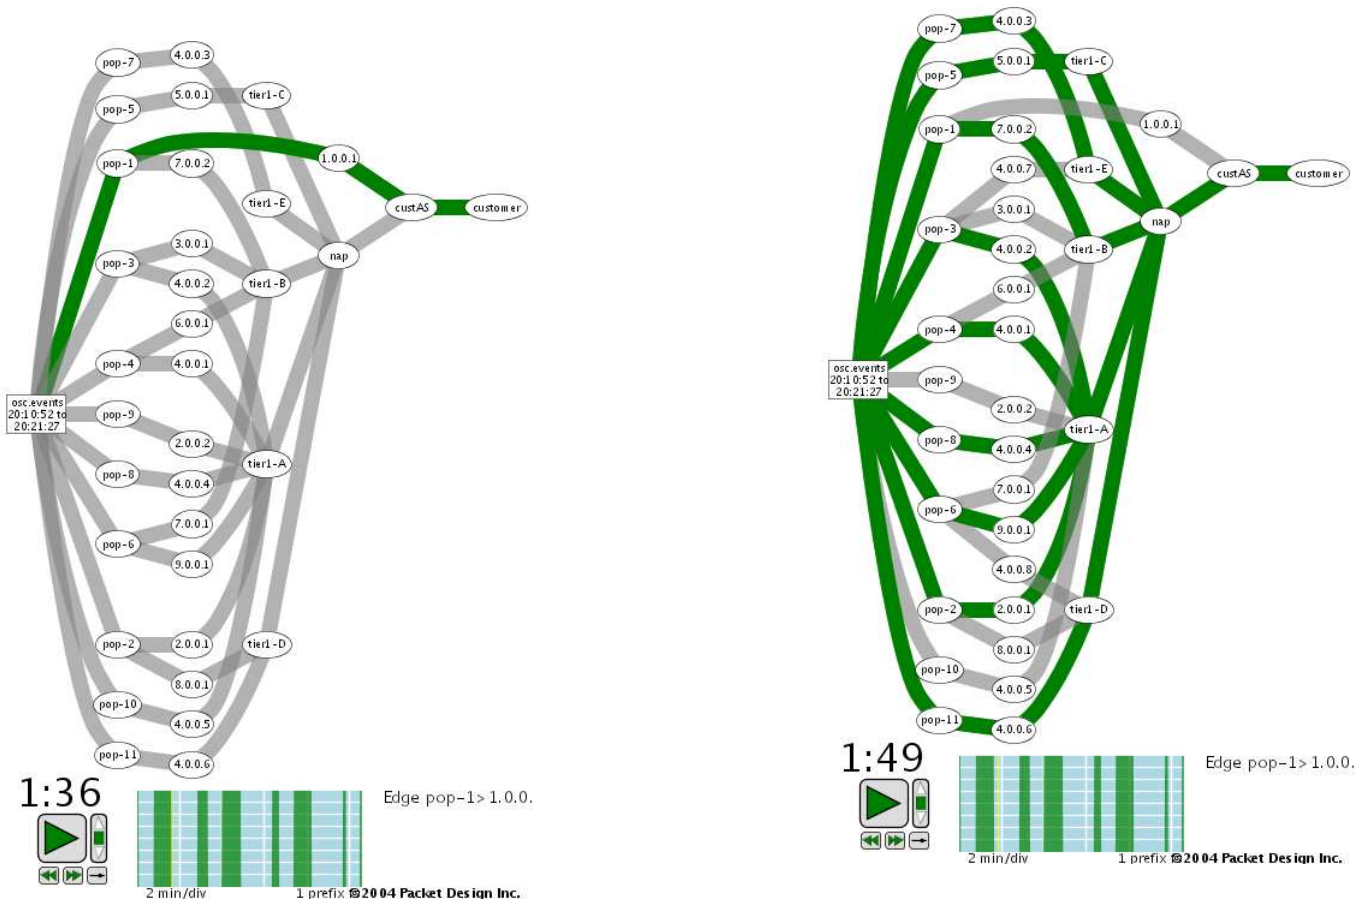 pop-7
4.0.0.3
pop-5
5.0.0.1
tier1-C
pop-1
7.0.0.2
1.0.0.1
tier1-E
custAS
customer
pop-3
3.0.0.1
4.0.0.2
tier1-B
nap
6.0.0.1
pop-4
4.0.0.1
osc.events
20:10:52 to
20:21:27
pop-9
2.0.0.2
tier1-A
pop-8
4.0.0.4
7.0.0.1
pop-6
9.0.0.1
pop-2
2.0.0.1
tier1-D
8.0.0.1
pop-10
4.0.0.5
pop-11
4.0.0.6
1:36
Edge pop-1>1.0.0.
2 min/div
1 prefix
©2004 Packet Design Inc.
pop-7
4.0.0.3
pop-5
5.0.0.1
tier1-C
pop-1
7.0.0.2
1.0.0.1
4.0.0.7
tier1-E
custAS
customer
3.0.0.1
pop-3
4.0.0.2
tier1-B
nap
6.0.0.1
pop-4
4.0.0.1
osc.events
20:10:52 to
20:21:27
pop-9
2.0.0.2
tier1-A
pop-8
4.0.0.4
7.0.0.1
pop-6
9.0.0.1
4.0.0.8
pop-2
2.0.0.1
tier1-D
8.0.0.1
pop-10
4.0.0.5
pop-11
4.0.0.6
1:49
Edge pop-1>1.0.0.
2 min/div
1 prefix
©2004 Packet Design Inc.